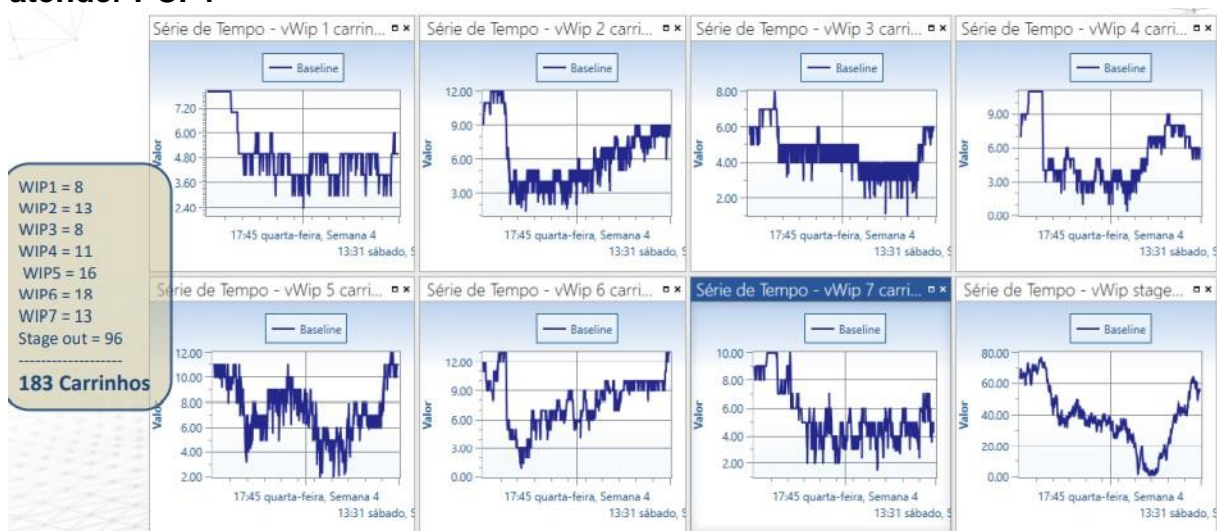 Série de Tempo - vWip 1 carrin...
Série de Tempo - vWip 2 carri...
Série de Tempo - vWip 3 carri...
Série de Tempo - vWip 4 carri...
Baseline
Baseline
Baseline
Baseline
Valor
7.20
6.00
4.80
3.60
2.40
17:45 quarta-feira, Semana 4
13:31 sábado, S
Valor
12.00
9.00
6.00
3.00
17:45 quarta-feira, Semana 4
13:31 sábado, S
Valor
8.00
6.00
4.00
2.00
17:45 quarta-feira, Semana 4
13:31 sábado, S
Valor
9.00
6.00
3.00
0.00
17:45 quarta-feira, Semana 4
13:31 sábado, S
WIP1 = 8
WIP2 = 13
WIP3 = 8
WIP4 = 11
WIP5 = 16
WIP6 = 18
WIP7 = 13
Stage out = 96
-------------------
183 Carrinhos
Série de Tempo - vWip 5 carri...
Série de Tempo - vWip 6 carri...
Série de Tempo - vWip 7 carri...
Série de Tempo - vWip stage...
Baseline
Baseline
Baseline
Baseline
Valor
12.00
10.00
8.00
6.00
4.00
2.00
17:45 quarta-feira, Semana 4
13:31 sábado, S
Valor
12.00
9.00
6.00
3.00
0.00
17:45 quarta-feira, Semana 4
13:31 sábado, S
Valor
10.00
8.00
6.00
4.00
2.00
17:45 quarta-feira, Semana 4
13:31 sábado, S
Valor
80.00
60.00
40.00
20.00
0.00
17:45 quarta-feira, Semana 4
13:31 sábado, S